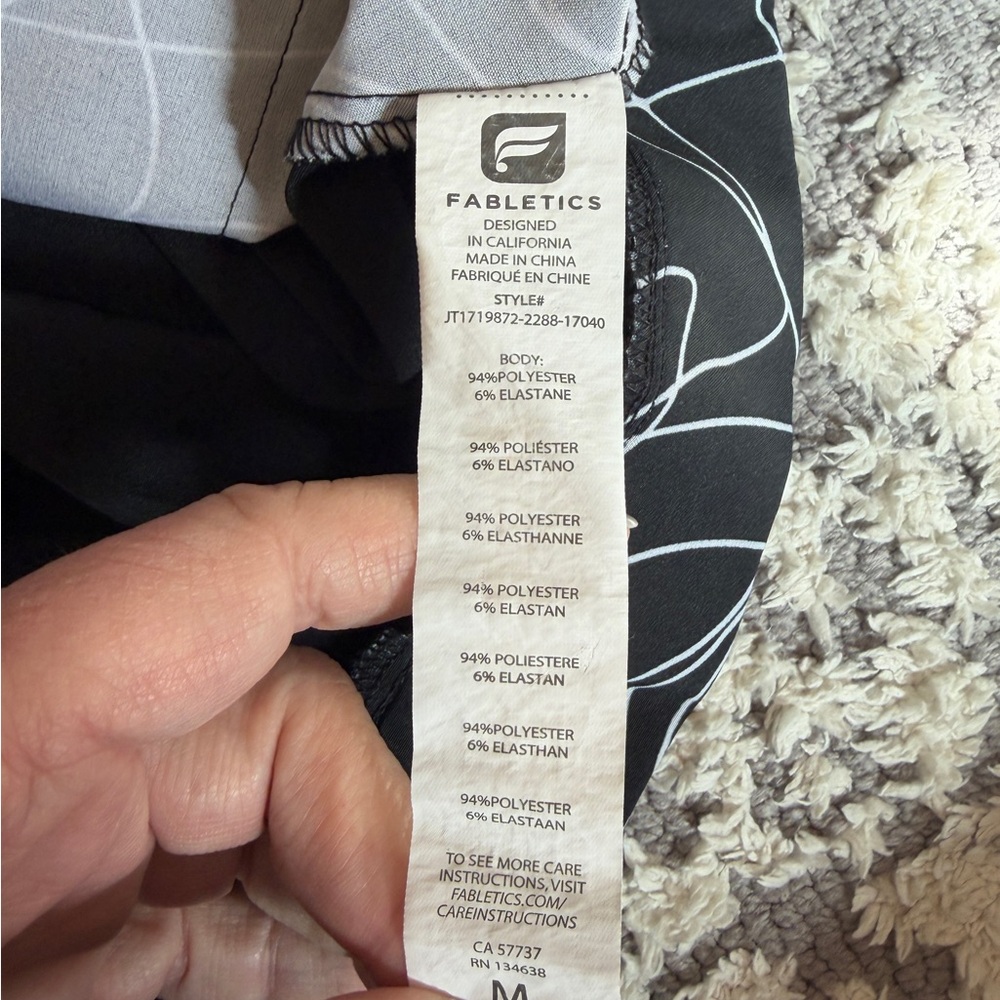 FABLETICS
DESIGNED
IN CALIFORNIA
MADE IN CHINA
FABRIQUÉ EN CHINE
STYLE#
JT1719872-2288-17040
BODY:
94%POLYESTER
6% ELASTANE
94% POLIÉSTER
6% ELASTANO
94% POLYESTER
6% ELASTHANNE
94% POLYESTER
6% ELASTAN
94% POLIESTERE
6% ELASTAN
94%POLYESTER
6% ELASTHAN
94%POLYESTER
6% ELASTAAN
TO SEE MORE CARE
INSTRUCTIONS,VISIT
FABLETICS.COM/
CAREINSTRUCTIONS
CA 57737
RN 134638
M